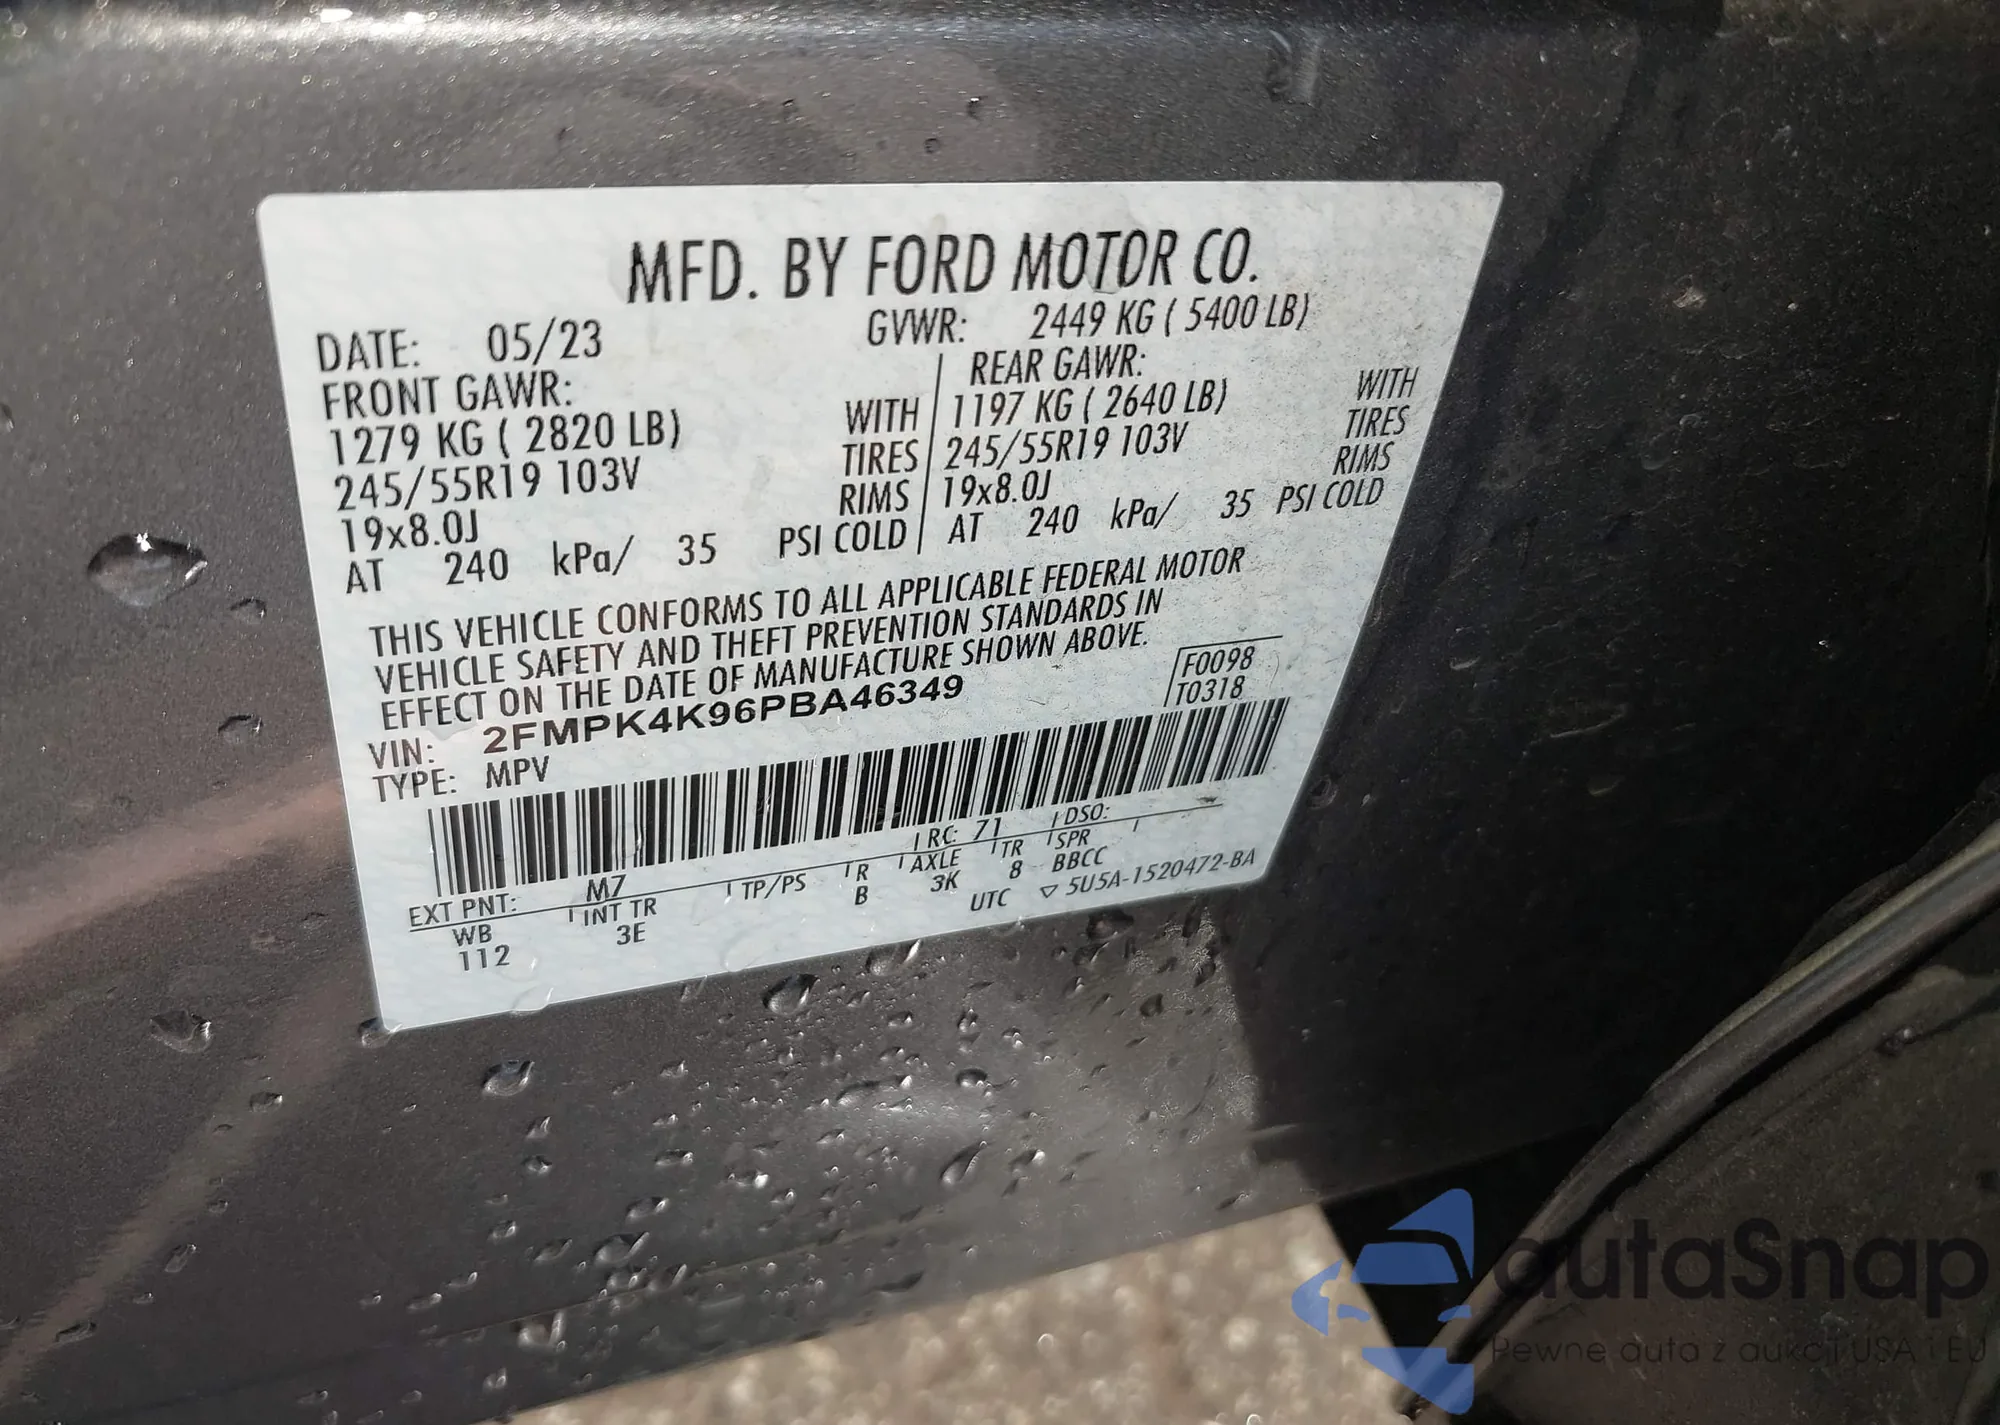 MFD. BY FORD MOTOR CO.
DATE: 05/23 GVWR: 2449 KG ( 5400 LB)
FRONT GAWR: REAR GAWR:
1279 KG ( 2820 LB) WITH 1197 KG ( 2640 LB) WITH
245/55R19 103V TIRES 245/55R19 103V TIRES
19x8.0J RIMS 19x8.0J RIMS
AT 240 kPa/ 35 PSI COLD AT 240 kPa/ 35 PSI COLD
THIS VEHICLE CONFORMS TO ALL APPLICABLE FEDERAL MOTOR
VEHICLE SAFETY AND THEFT PREVENTION STANDARDS IN
EFFECT ON THE DATE OF MANUFACTURE SHOWN ABOVE.
F0098
T0318
VIN: 2FMPK4K96PBA46349
TYPE: MPV
EXT PNT: M7 RC: 71 DSO:
WB INT TR TP/PS R AXLE TR SPR
112 3E B 3K 8 BBCC
UTC ▽ 5U5A-1520472-BA
autaSnap
Pewne auta z aukcji USA i EU